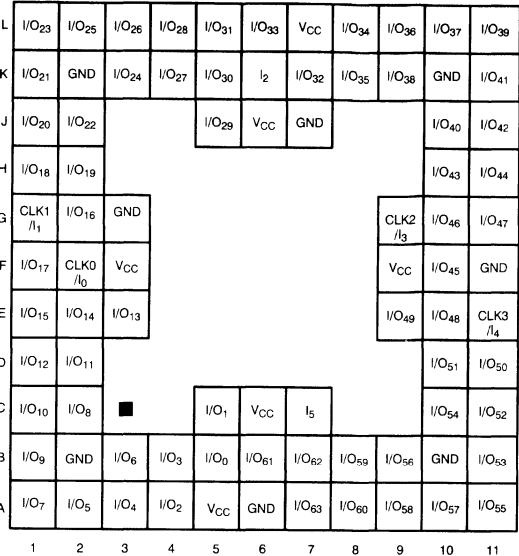 L I/O23 I/O25 I/O26 I/O28 I/O31 I/O33 VCC I/O34 I/O36 I/O37 I/O39
K I/O21 GND I/O24 I/O27 I/O30 I2 I/O32 I/O35 I/O38 GND I/O41
J I/O20 I/O22 I/O29 VCC GND I/O40 I/O42
H I/O18 I/O19 I/O43 I/O44
G CLK1/I1 I/O16 GND CLK2/I3 I/O46 I/O47
F I/O17 CLK0/I0 VCC VCC I/O45 GND
E I/O15 I/O14 I/O13 I/O49 I/O48 CLK3/I4
D I/O12 I/O11 I/O51 I/O50
C I/O10 I/O8 I/O1 VCC I5 I/O54 I/O52
B I/O9 GND I/O6 I/O3 I/O0 I/O61 I/O62 I/O59 I/O56 GND I/O53
A I/O7 I/O5 I/O4 I/O2 VCC GND I/O63 I/O60 I/O58 I/O57 I/O55
1 2 3 4 5 6 7 8 9 10 11